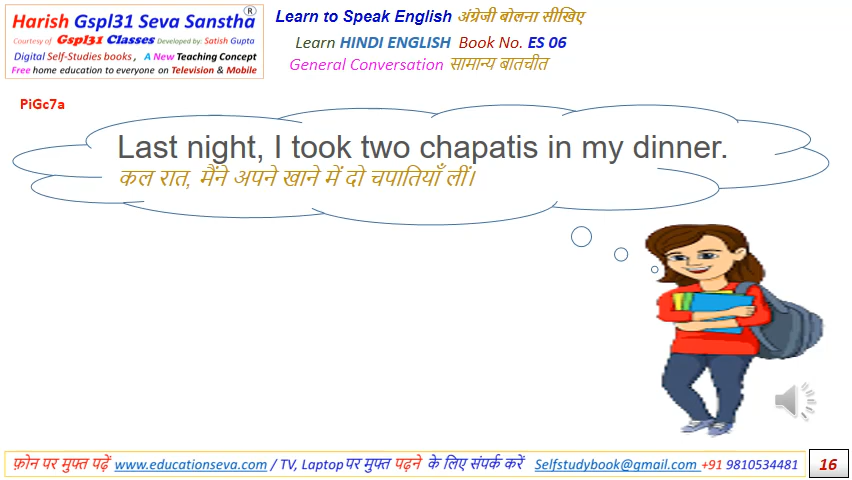 Harish Gspl31 Seva Sanstha ®
Courtesy of Gspl31 Classes Developed by: Satish Gupta
Digital Self-Studies books, A New Teaching Concept
Free home education to everyone on Television & Mobile
Learn to Speak English अंग्रेजी बोलना सीखिए
Learn HINDI ENGLISH Book No. ES 06
General Conversation सामान्य बातचीत
PiGc7a
Last night, I took two chapatis in my dinner.
कल रात, मैंने अपने खाने में दो चपातियाँ लीं।
फ़ोन पर मुफ्त पढ़ें www.educationseva.com / TV, Laptop पर मुफ्त पढ़ने के लिए संपर्क करें Selfstudybook@gmail.com +91 9810534481
16